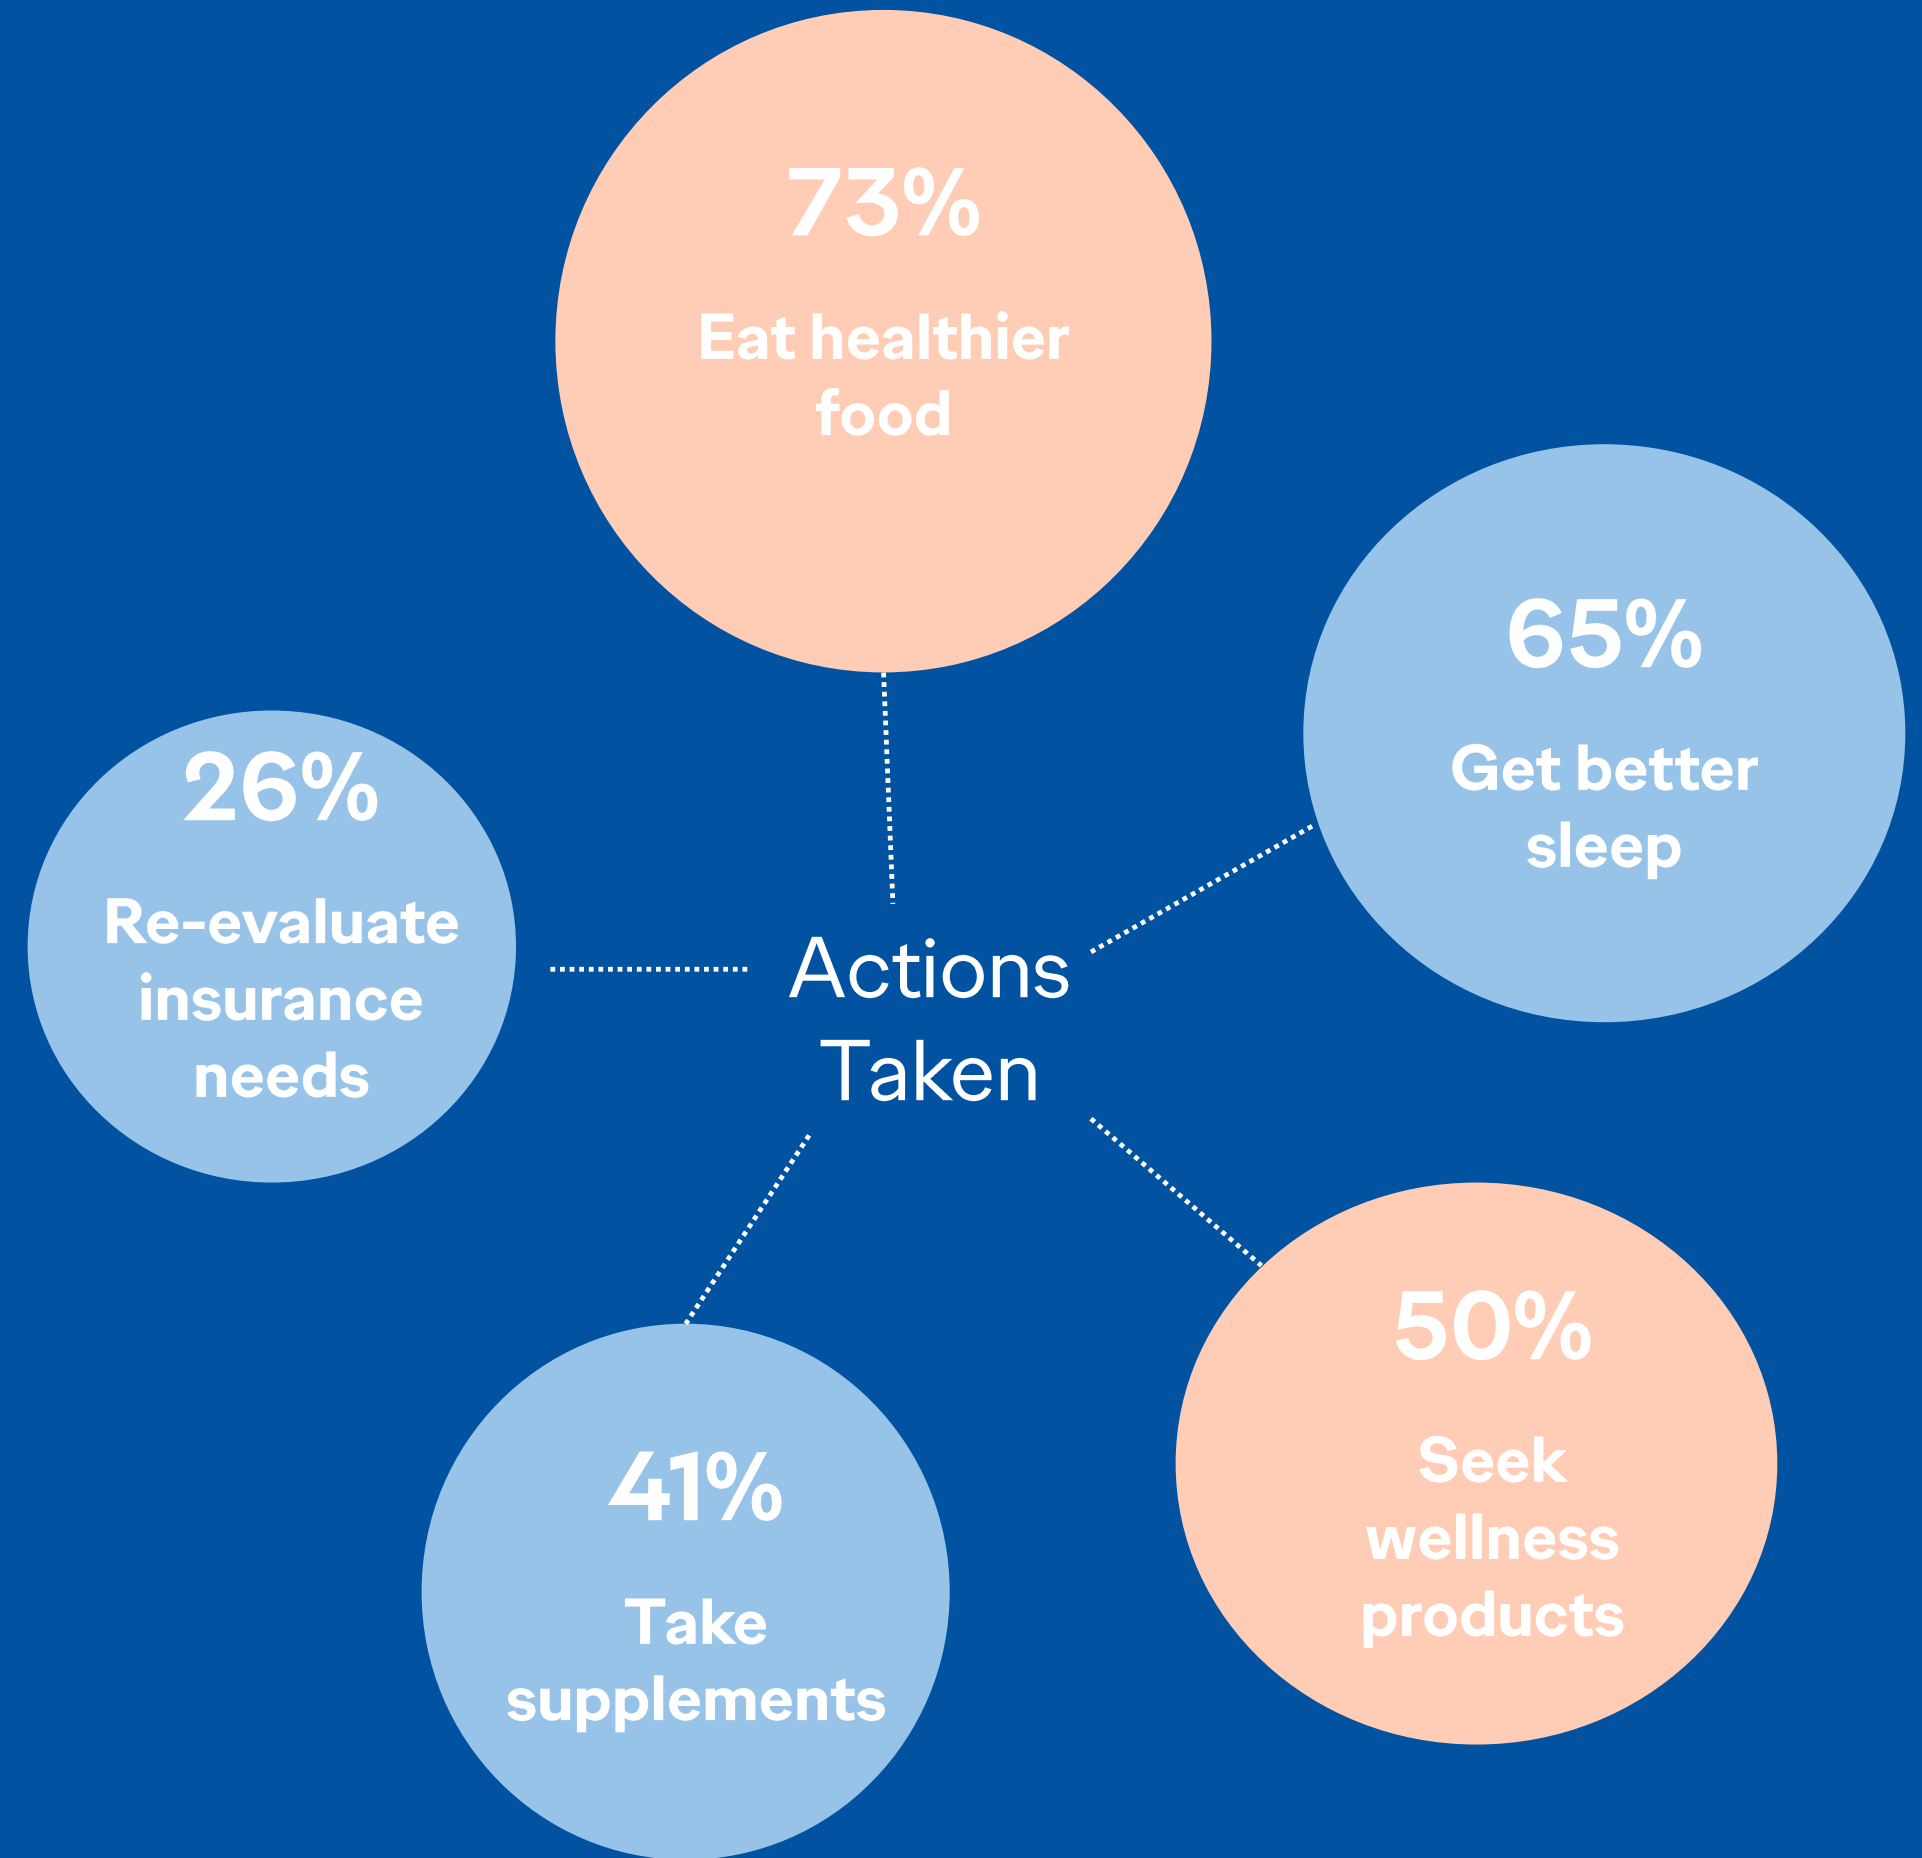 73%
Eat healthier
food
65%
Get better
sleep
26%
Re-evaluate
insurance
needs
Actions
Taken
50%
Seek
wellness
products
41%
Take
supplements